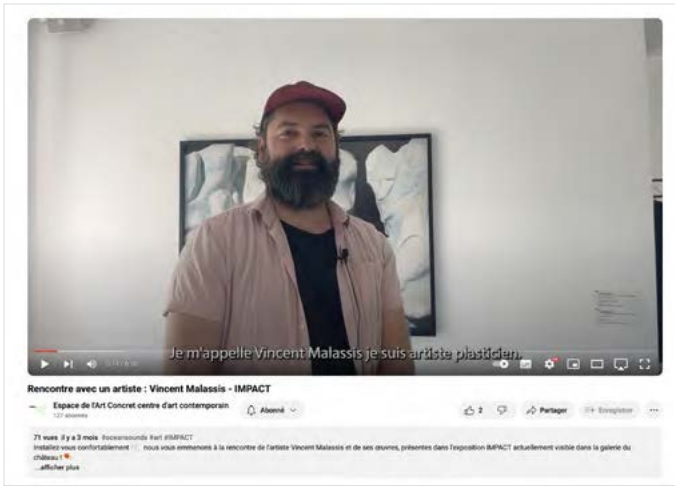 Je m'appelle Vincent Malassis je suis artiste plasticien.
Rencontre avec un artiste : Vincent Malassis - IMPACT
Espace de l'Art Concret centre d'art contemporain
Abonné
2
Partager
Enregistrer
127 abonnés
71 vues il y a 3 mois #oceansounds #art #IMPACT
Installez-vous confortablement nous vous emmenons à la rencontre de l'artiste Vincent Malassis et de ses œuvres, présentées dans l'exposition IMPACT actuellement visible dans la galerie du
château !
...afficher plus